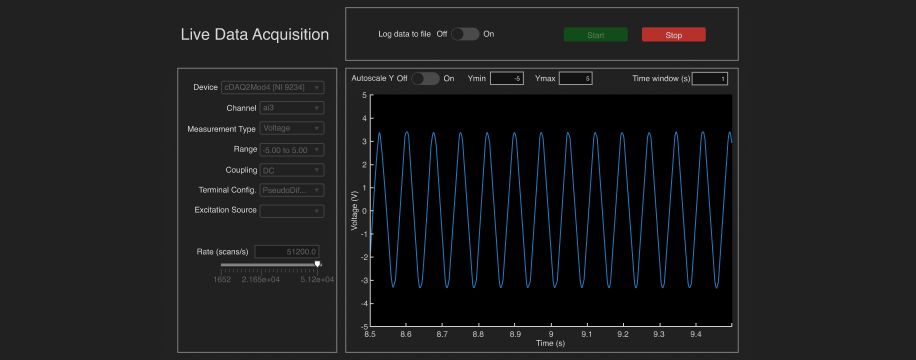 Live Data Acquisition
Log data to file Off On Start Stop
Device cDAQ2Mod4 [NI 9234]
Channel ai3
Measurement Type Voltage
Range -5.00 to 5.00
Coupling DC
Terminal Config. PseudoDif...
Excitation Source
Rate (scans/s) 51200.0
1652 2.165e+04 5.12e+04
Autoscale Y Off On Ymin -5 Ymax 5 Time window (s) 1
Voltage (V)
5
4
3
2
1
0
-1
-2
-3
-4
-5
8.5 8.6 8.7 8.8 8.9 9 9.1 9.2 9.3 9.4
Time (s)